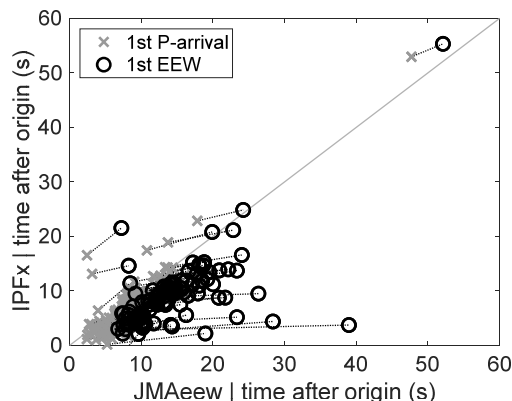 1st P-arrival
1st EEW
60
50
40
30
20
10
0
IPFx | time after origin (s)
0 10 20 30 40 50 60
JMAeew | time after origin (s)